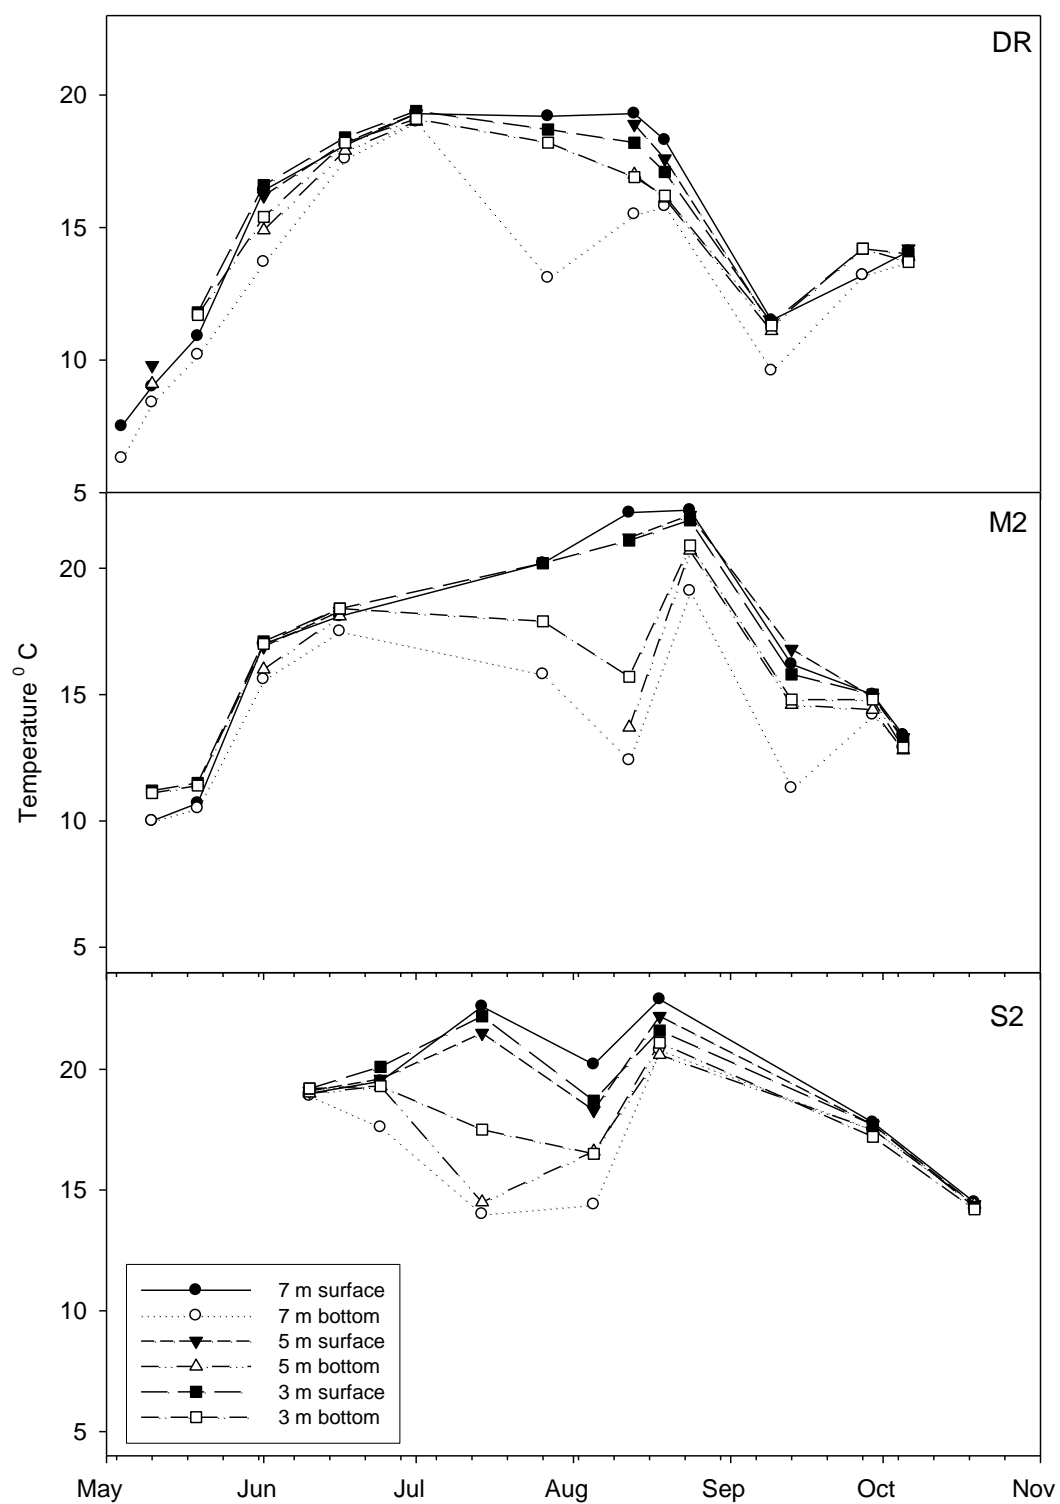 DR
20
15
10
5
M2
20
15
10
5
Temperature ⁰ C
S2
20
15
10
5
7 m surface
7 m bottom
5 m surface
5 m bottom
3 m surface
3 m bottom
May Jun Jul Aug Sep Oct Nov